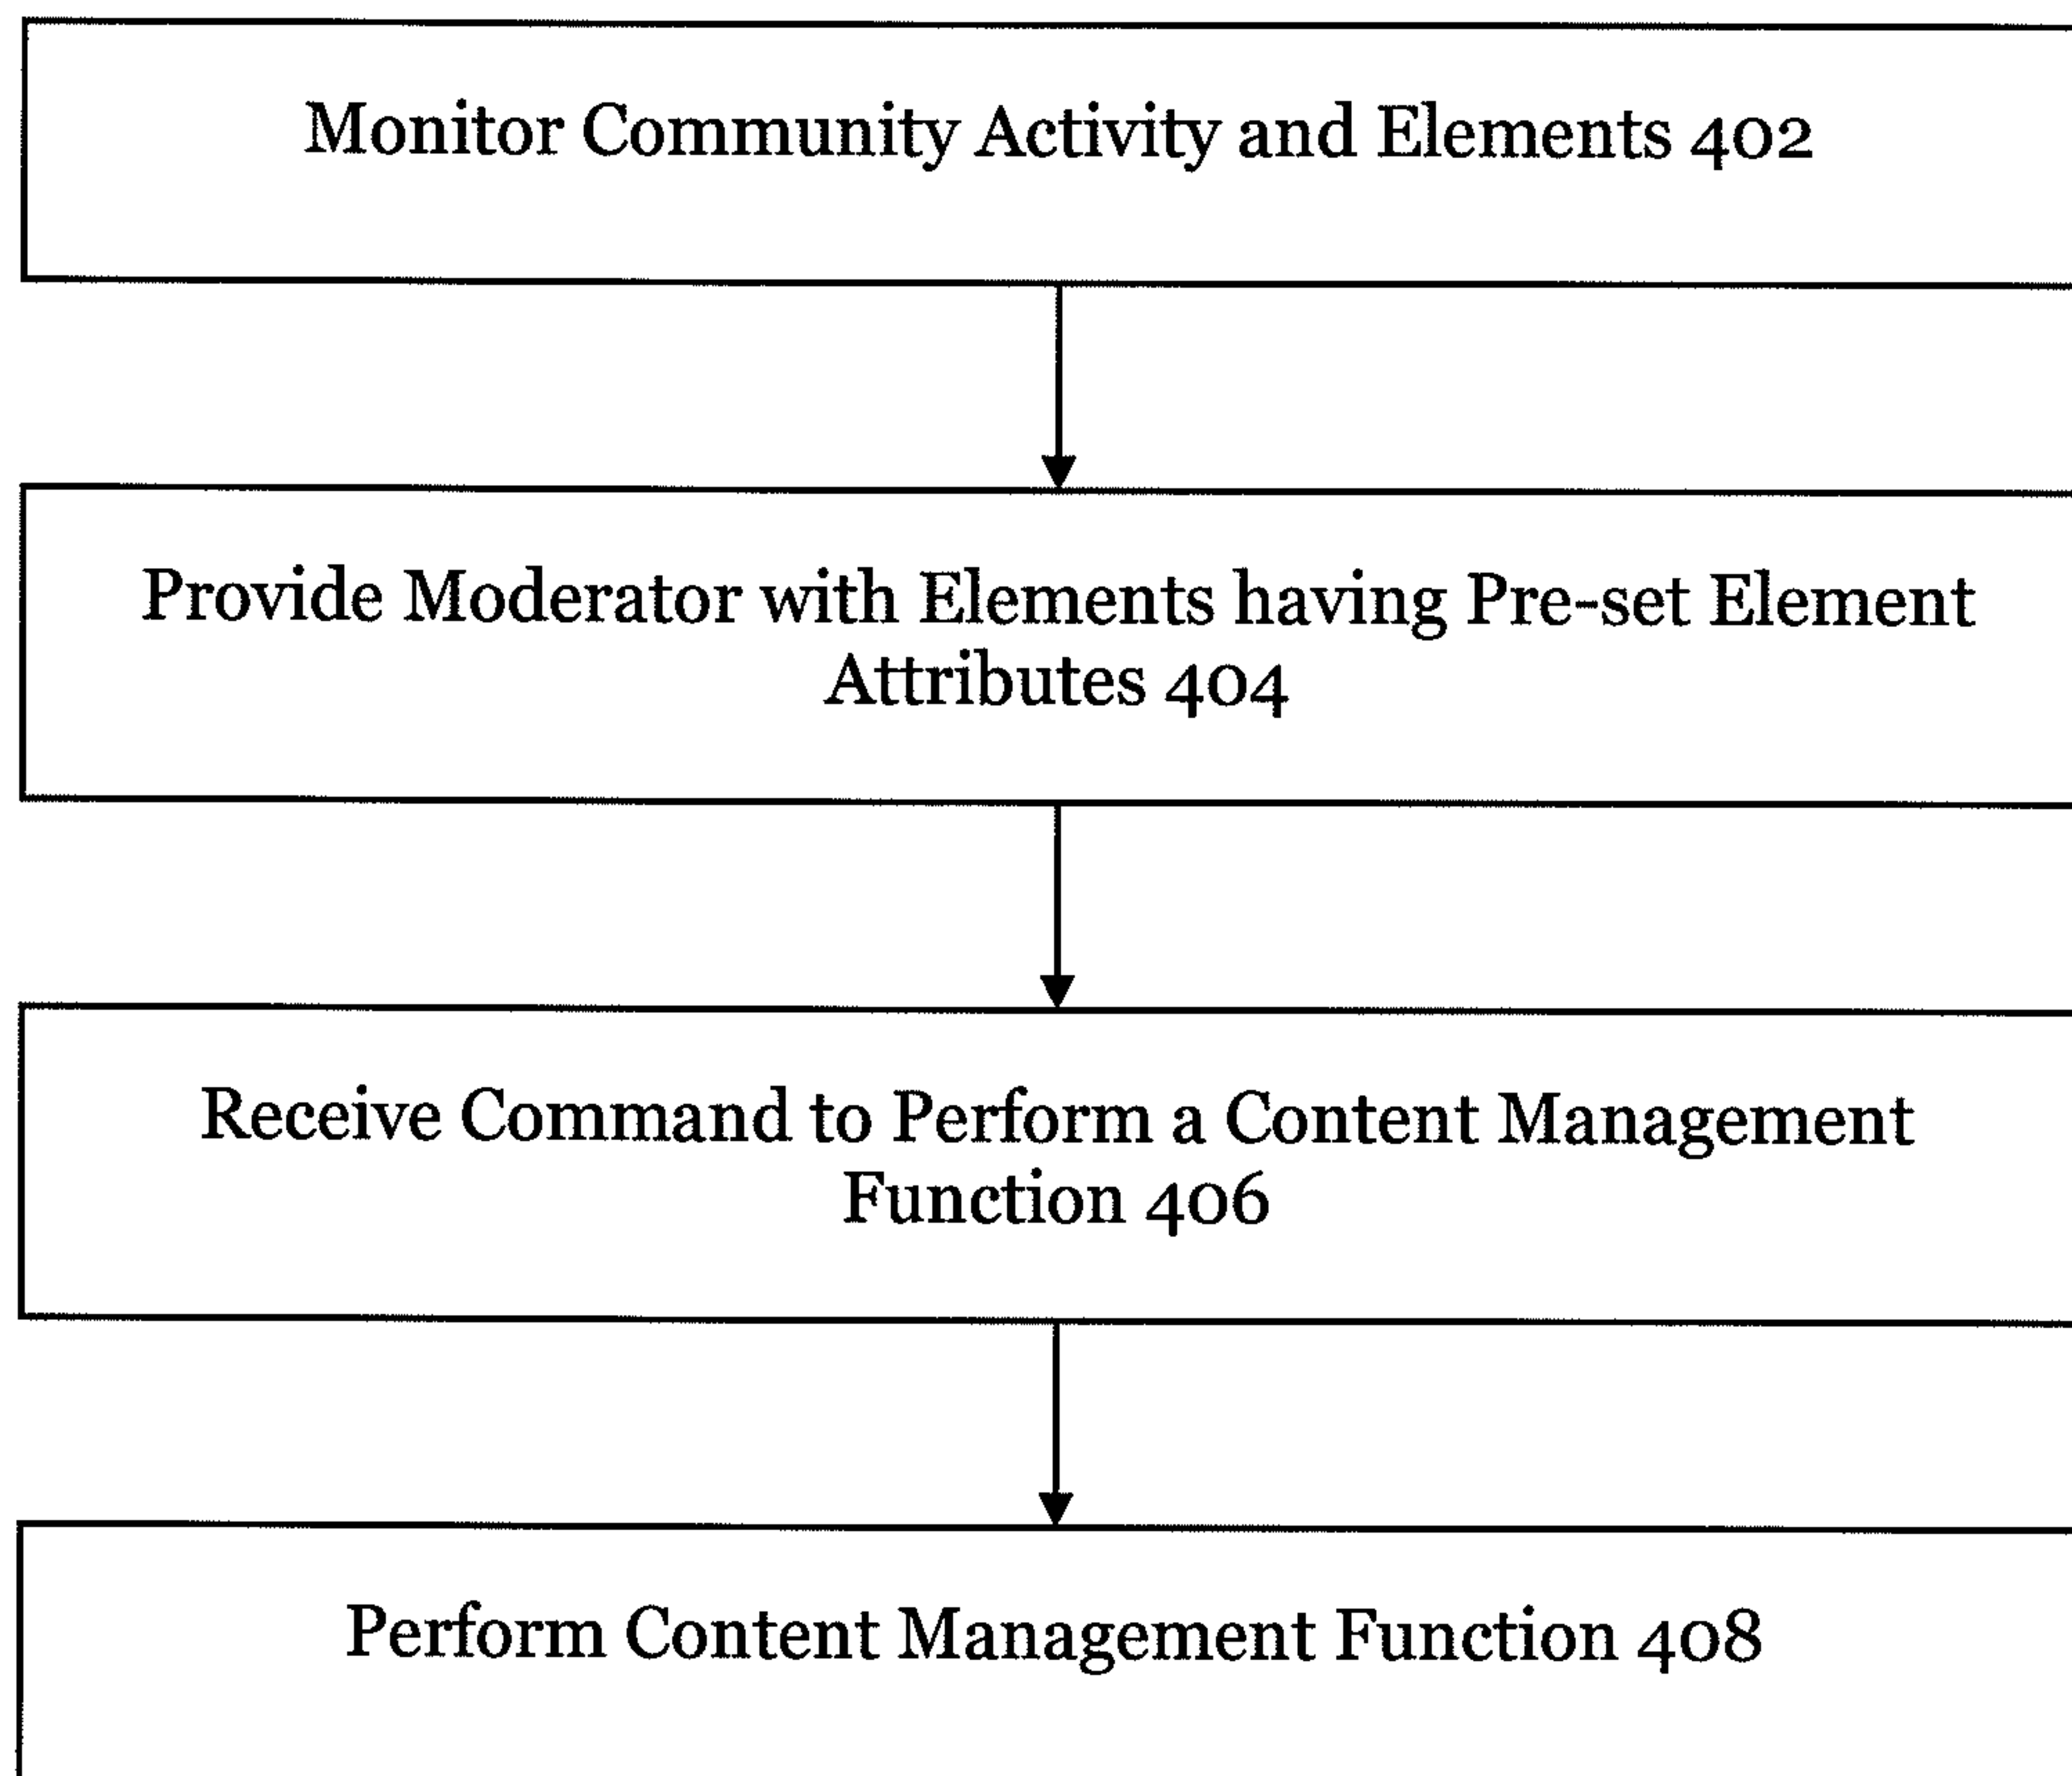 Monitor Community Activity and Elements 402
Provide Moderator with Elements having Pre-set Element
Attributes 404
Receive Command to Perform a Content Management
Function 406
Perform Content Management Function 408